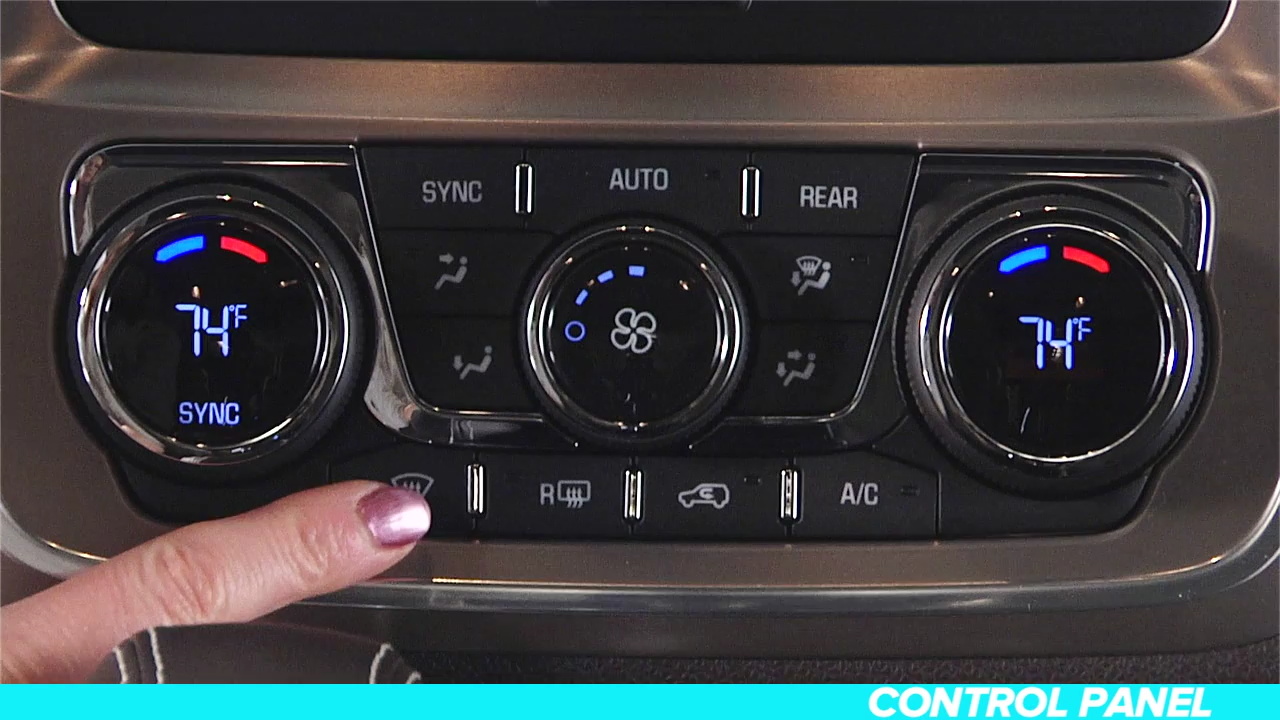 SYNC
AUTO
REAR
74°F
SYNC
74°F
R
A/C
CONTROL PANEL